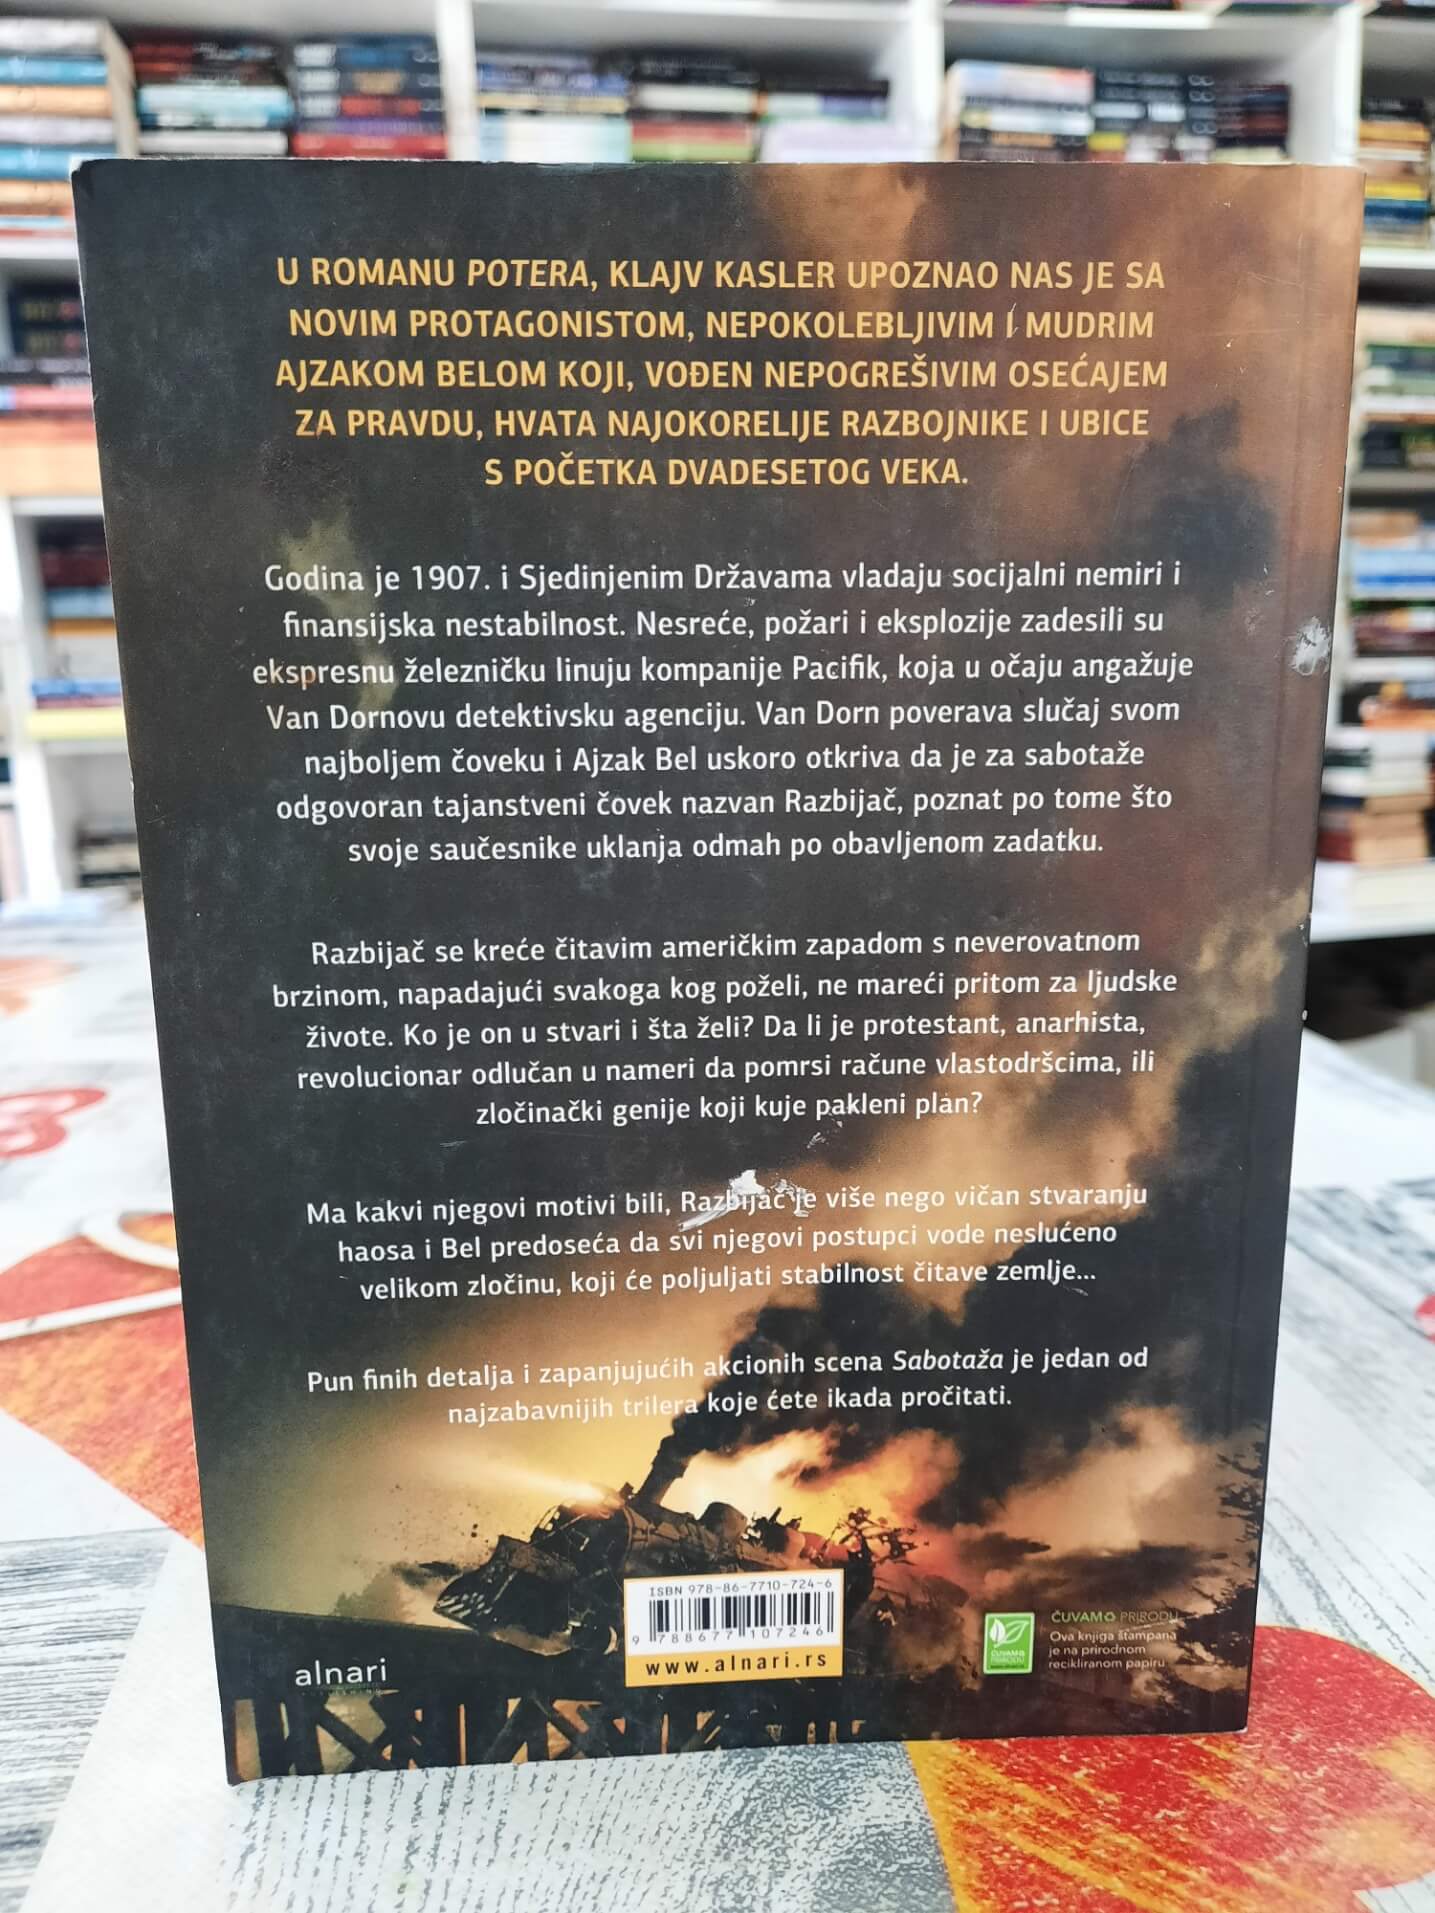 U ROMANU POTERA, KLAJV KASLER UPOZNAO NAS JE SA
NOVIM PROTAGONISTOM, NEPOKOLEBLJIVIM I MUDRIM
AJZAKOM BELOM KOJI, VOĐEN NEPOGREŠIVIM OSEĆAJEM
ZA PRAVDU, HVATA NAJOKORELIJE RAZBOJNIKE I UBICE
S POČETKA DVADESETOG VEKA.
Godina je 1907. i Sjedinjenim Državama vladaju socijalni nemiri i
finansijska nestabilnost. Nesreće, požari i eksplozije zadesili su
ekspresnu železničku linuju kompanije Pacifik, koja u očaju angažuje
Van Dornovu detektivsku agenciju. Van Dorn poverava slučaj svom
najboljem čoveku i Ajzak Bel uskoro otkriva da je za sabotaže
odgovoran tajanstveni čovek nazvan Razbijač, poznat po tome što
svoje saučesnike uklanja odmah po obavljenom zadatku.
Razbijač se kreće čitavim američkim zapadom s neverovatnom
brzinom, napadajući svakoga kog poželi, ne mareći pritom za ljudske
živote. Ko je on u stvari i šta želi? Da li je protestant, anarhista,
revolucionar odlučan u nameri da pomrsi račune vlastodršcima, ili
zločinački genije koji kuje pakleni plan?
Ma kakvi njegovi motivi bili, Razbijač je više nego vičan stvaranju
haosa i Bel predoseća da svi njegovi postupci vode neslućeno
velikom zločinu, koji će poljuljati stabilnost čitave zemlje...
Pun finih detalja i zapanjujućih akcionih scena Sabotaža je jedan od
najzabavnijih trilera koje ćete ikada pročitati.
ISBN 978-86-7710-724-6
9 788677 107246
www.alnari.rs
alnari
ČUVAMO PRIRODU
Ova knjiga štampana
je na prirodnom
recikliranom papiru